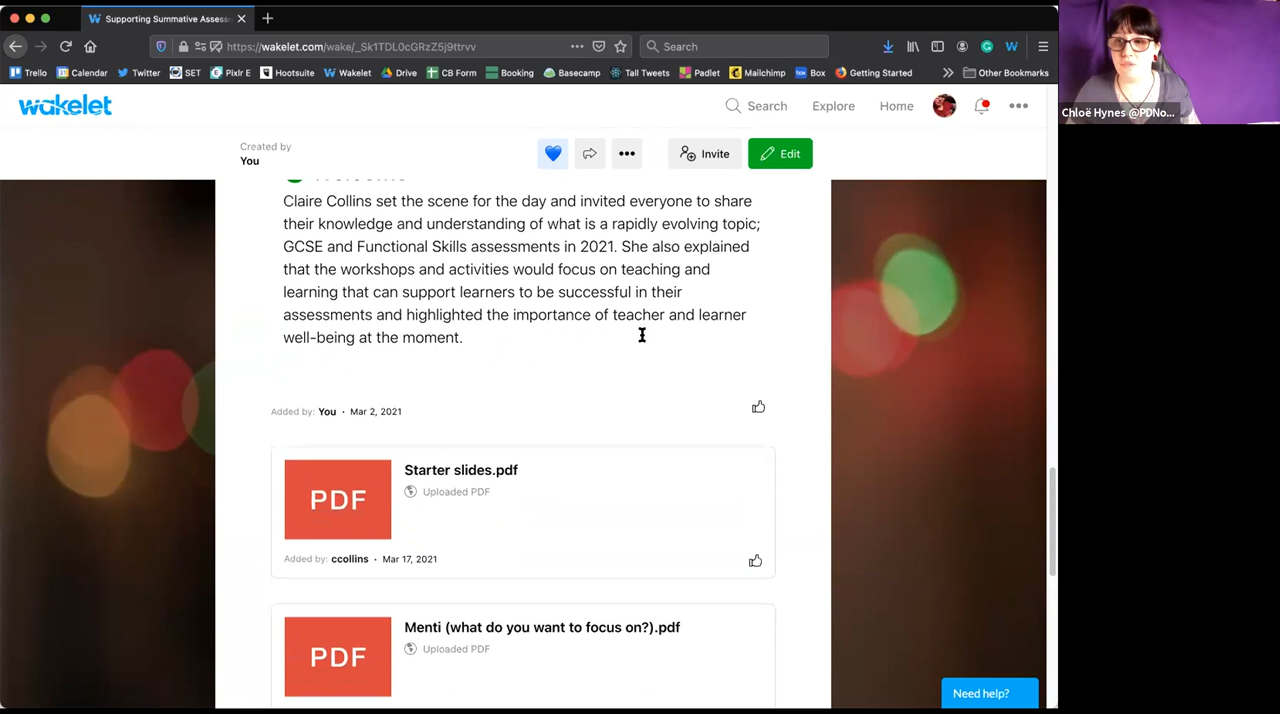 Supporting Summative Assess
https://wakelet.com/wake/_Sk1TDL0cGRzZ5j9ttrvv
Search
Trello Calendar Twitter SET Pixlr E Hootsuite Wakelet Drive CB Form Booking Basecamp Tall Tweets Padlet Mailchimp Box Getting Started Other Bookmarks
Chloë Hynes @PDNo...
wakelet
Search Explore Home
Created by
You
Invite
Edit
Claire Collins set the scene for the day and invited everyone to share
their knowledge and understanding of what is a rapidly evolving topic;
GCSE and Functional Skills assessments in 2021. She also explained
that the workshops and activities would focus on teaching and
learning that can support learners to be successful in their
assessments and highlighted the importance of teacher and learner
well-being at the moment.
Added by: You · Mar 2, 2021
PDF
Starter slides.pdf
Uploaded PDF
Added by: ccollins · Mar 17, 2021
PDF
Menti (what do you want to focus on?).pdf
Uploaded PDF
Need help?